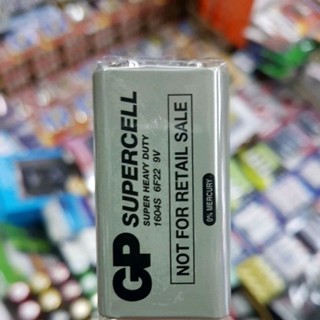 GP SUPERCELL
SUPER HEAVY DUTY
1604S 6F22 9V
NOT FOR RETAIL SALE
0% MERCURY